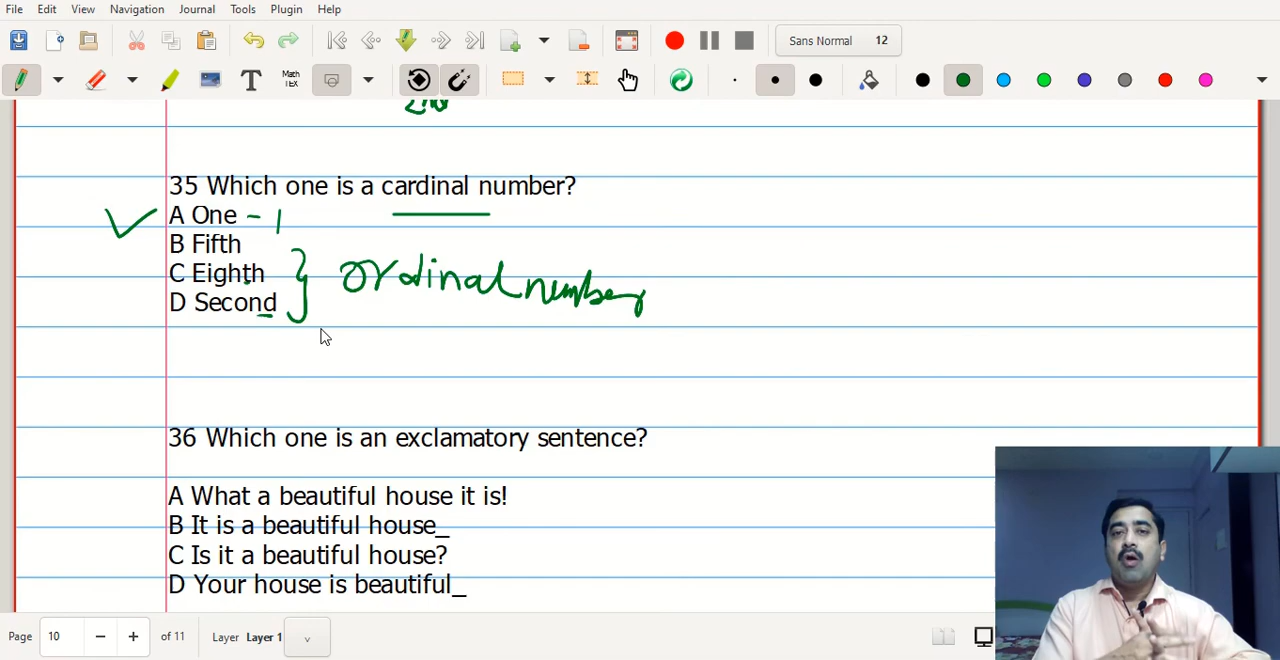 File Edit View Navigation Journal Tools Plugin Help
Sans Normal 12
T Math TEX
35 Which one is a cardinal number?
A One - 1
B Fifth
C Eighth
D Second
ordinal number
36 Which one is an exclamatory sentence?
A What a beautiful house it is!
B It is a beautiful house_
C Is it a beautiful house?
D Your house is beautiful_
Page 10 of 11 Layer Layer 1